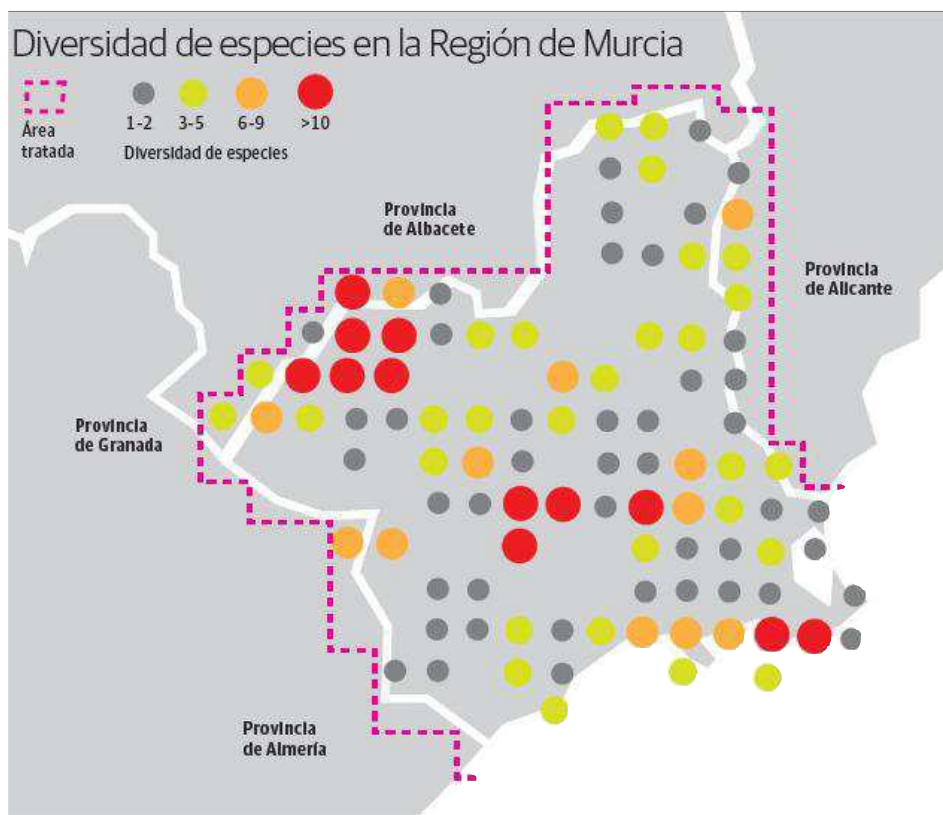 Diversidad de especies en la Región de Murcia
Área
tratada
1-2 3-5 6-9 >10
Diversidad de especies
Provincia
de Albacete
Provincia
de Alicante
Provincia
de Granada
Provincia
de Almería